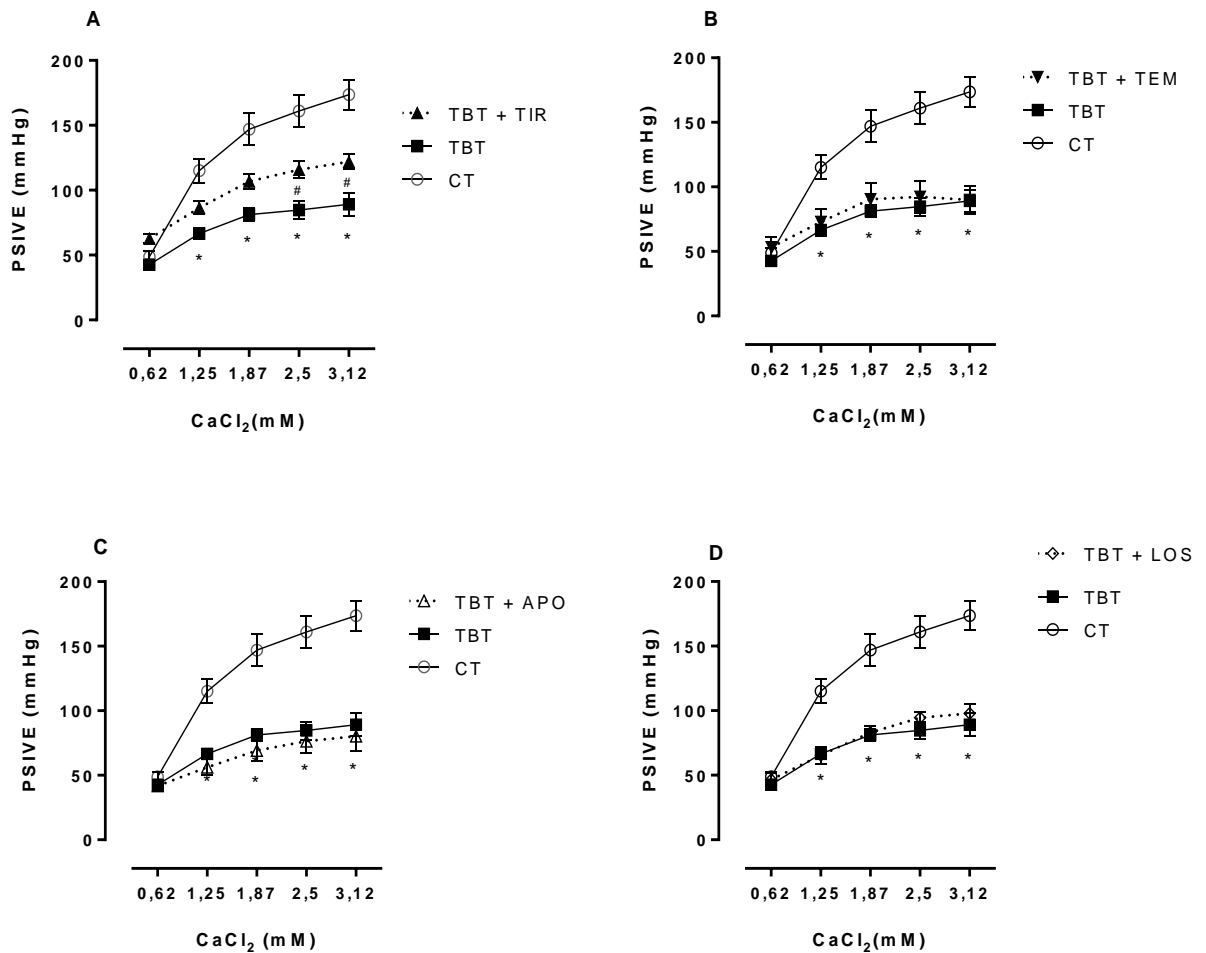 A
PSIVE (mmHg)
200
150
100
50
0
# #
* * * *
0,62 1,25 1,87 2,5 3,12
CaCl2(mM)
TBT + TIR
TBT
CT
B
PSIVE (mmHg)
200
150
100
50
0
* * * *
0,62 1,25 1,87 2,5 3,12
CaCl2(mM)
TBT + TEM
TBT
CT
C
PSIVE (mmHg)
200
150
100
50
0
* * * *
0,62 1,25 1,87 2,5 3,12
CaCl2 (mM)
TBT + APO
TBT
CT
D
PSIVE (mmHg)
200
150
100
50
0
* * * *
0,62 1,25 1,87 2,5 3,12
CaCl2(mM)
TBT + LOS
TBT
CT